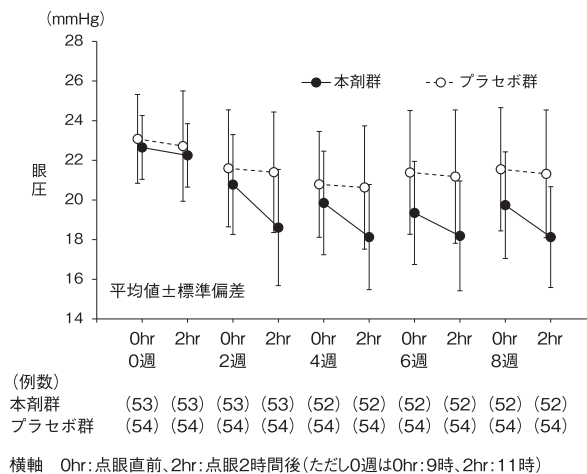 (mmHg)
28
26
24
22
20
18
16
14
眼圧
本剤群 プラセボ群
平均値±標準偏差
0hr 2hr 0hr 2hr 0hr 2hr 0hr 2hr 0hr 2hr
0週 2週 4週 6週 8週
(例数)
本剤群 (53) (53) (53) (53) (52) (52) (52) (52) (52) (52)
プラセボ群 (54) (54) (54) (54) (54) (54) (54) (54) (54) (54)
横軸 0hr:点眼直前、2hr:点眼2時間後(ただし0週は0hr:9時、2hr:11時)